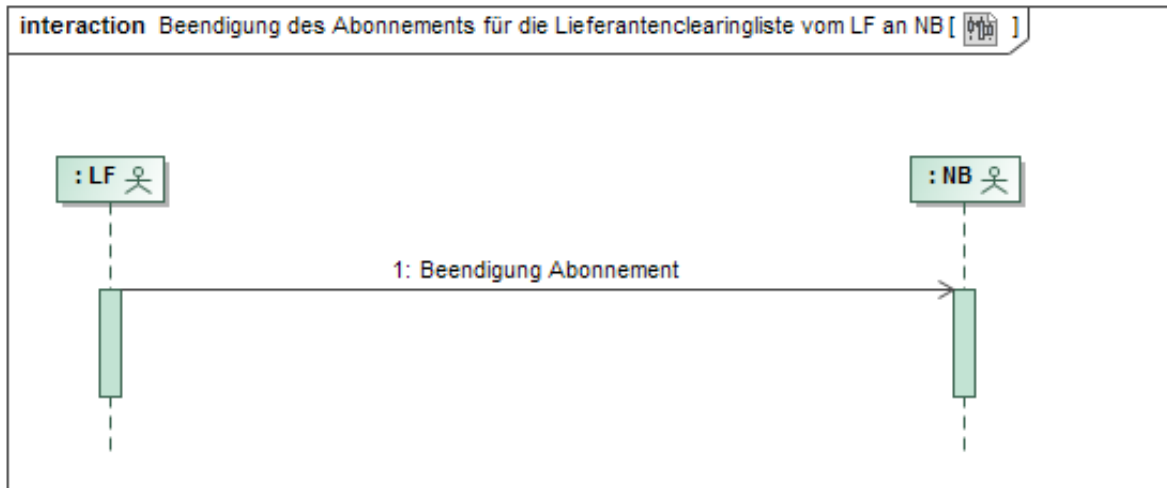 interaction Beendigung des Abonnements für die Lieferantenclearingliste vom LF an NB [ ]
:LF
:NB
1: Beendigung Abonnement